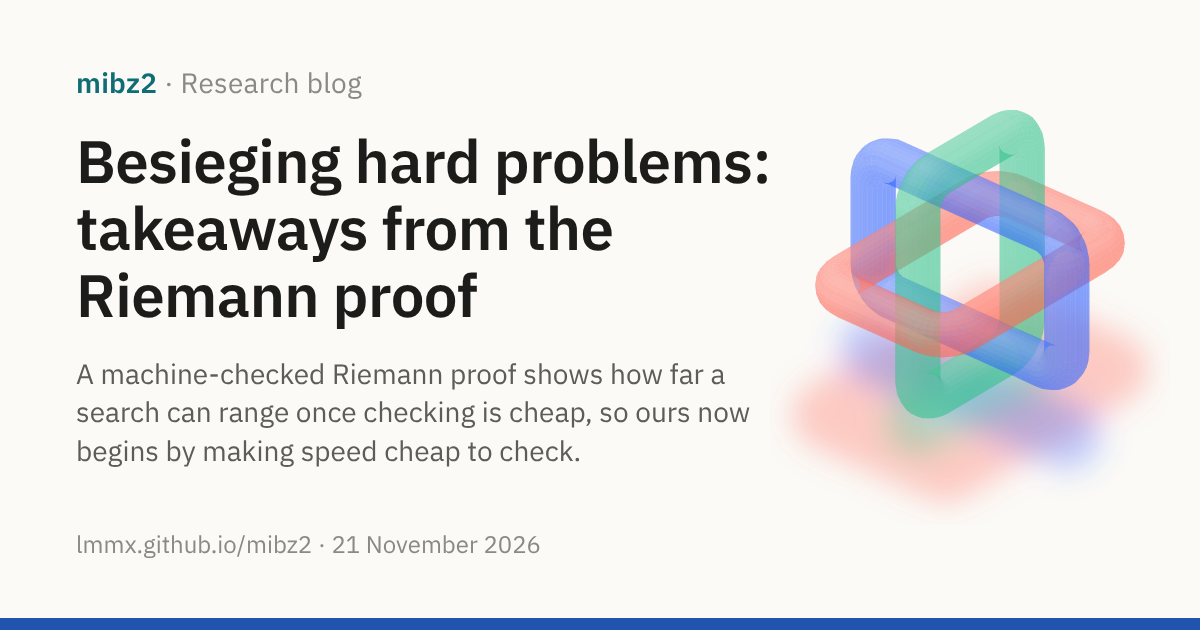 mibz2 · Research blog
Besieging hard problems:
takeaways from the
Riemann proof
A machine-checked Riemann proof shows how far a
search can range once checking is cheap, so ours now
begins by making speed cheap to check.
lmmx.github.io/mibz2 · 21 November 2026